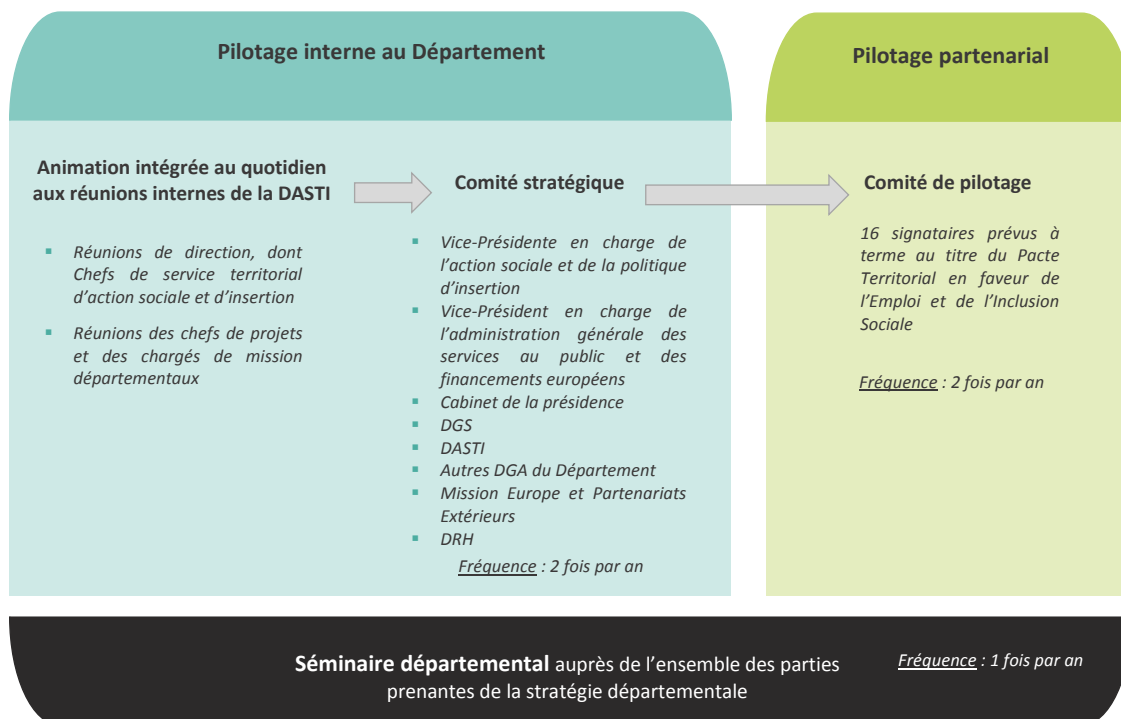 Pilotage interne au Département
Pilotage partenarial
Animation intégrée au quotidien
aux réunions internes de la DASTI
▪ Réunions de direction, dont
Chefs de service territorial
d’action sociale et d’insertion
▪ Réunions des chefs de projets
et des chargés de mission
départementaux
Comité stratégique
▪ Vice-Présidente en charge de
l’action sociale et de la politique
d’insertion
▪ Vice-Président en charge de
l’administration générale des
services au public et des
financements européens
▪ Cabinet de la présidence
▪ DGS
▪ DASTI
▪ Autres DGA du Département
▪ Mission Europe et Partenariats
Extérieurs
▪ DRH
Fréquence : 2 fois par an
Comité de pilotage
16 signataires prévus à
terme au titre du Pacte
Territorial en faveur de
l’Emploi et de l’Inclusion
Sociale
Fréquence : 2 fois par an
Séminaire départemental auprès de l’ensemble des parties
prenantes de la stratégie départementale
Fréquence : 1 fois par an